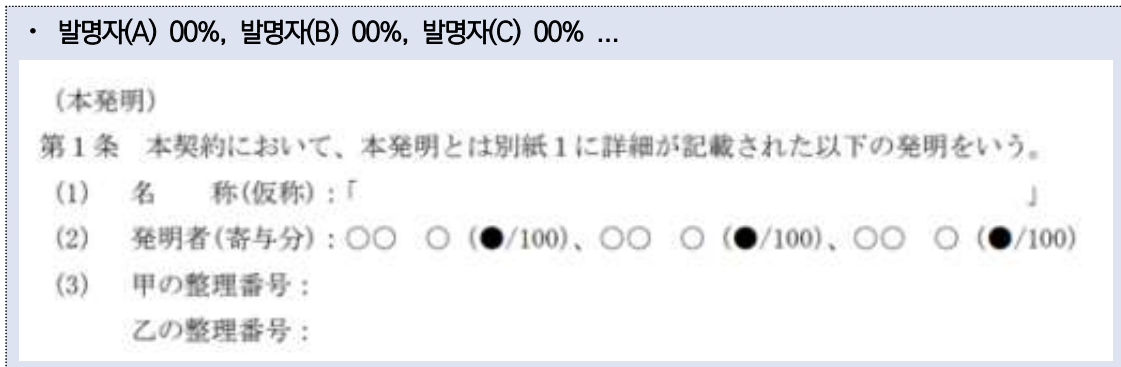 · 발명자(A) 00%, 발명자(B) 00%, 발명자(C) 00% ...
(本発明)
第1条 本契約において、本発明とは別紙1に詳細が記載された以下の発明をいう。
(1) 名 称(仮称):「 」
(2) 発明者(寄与分):○○ ○ (●/100)、○○ ○ (●/100)、○○ ○ (●/100)
(3) 甲の整理番号:
乙の整理番号: